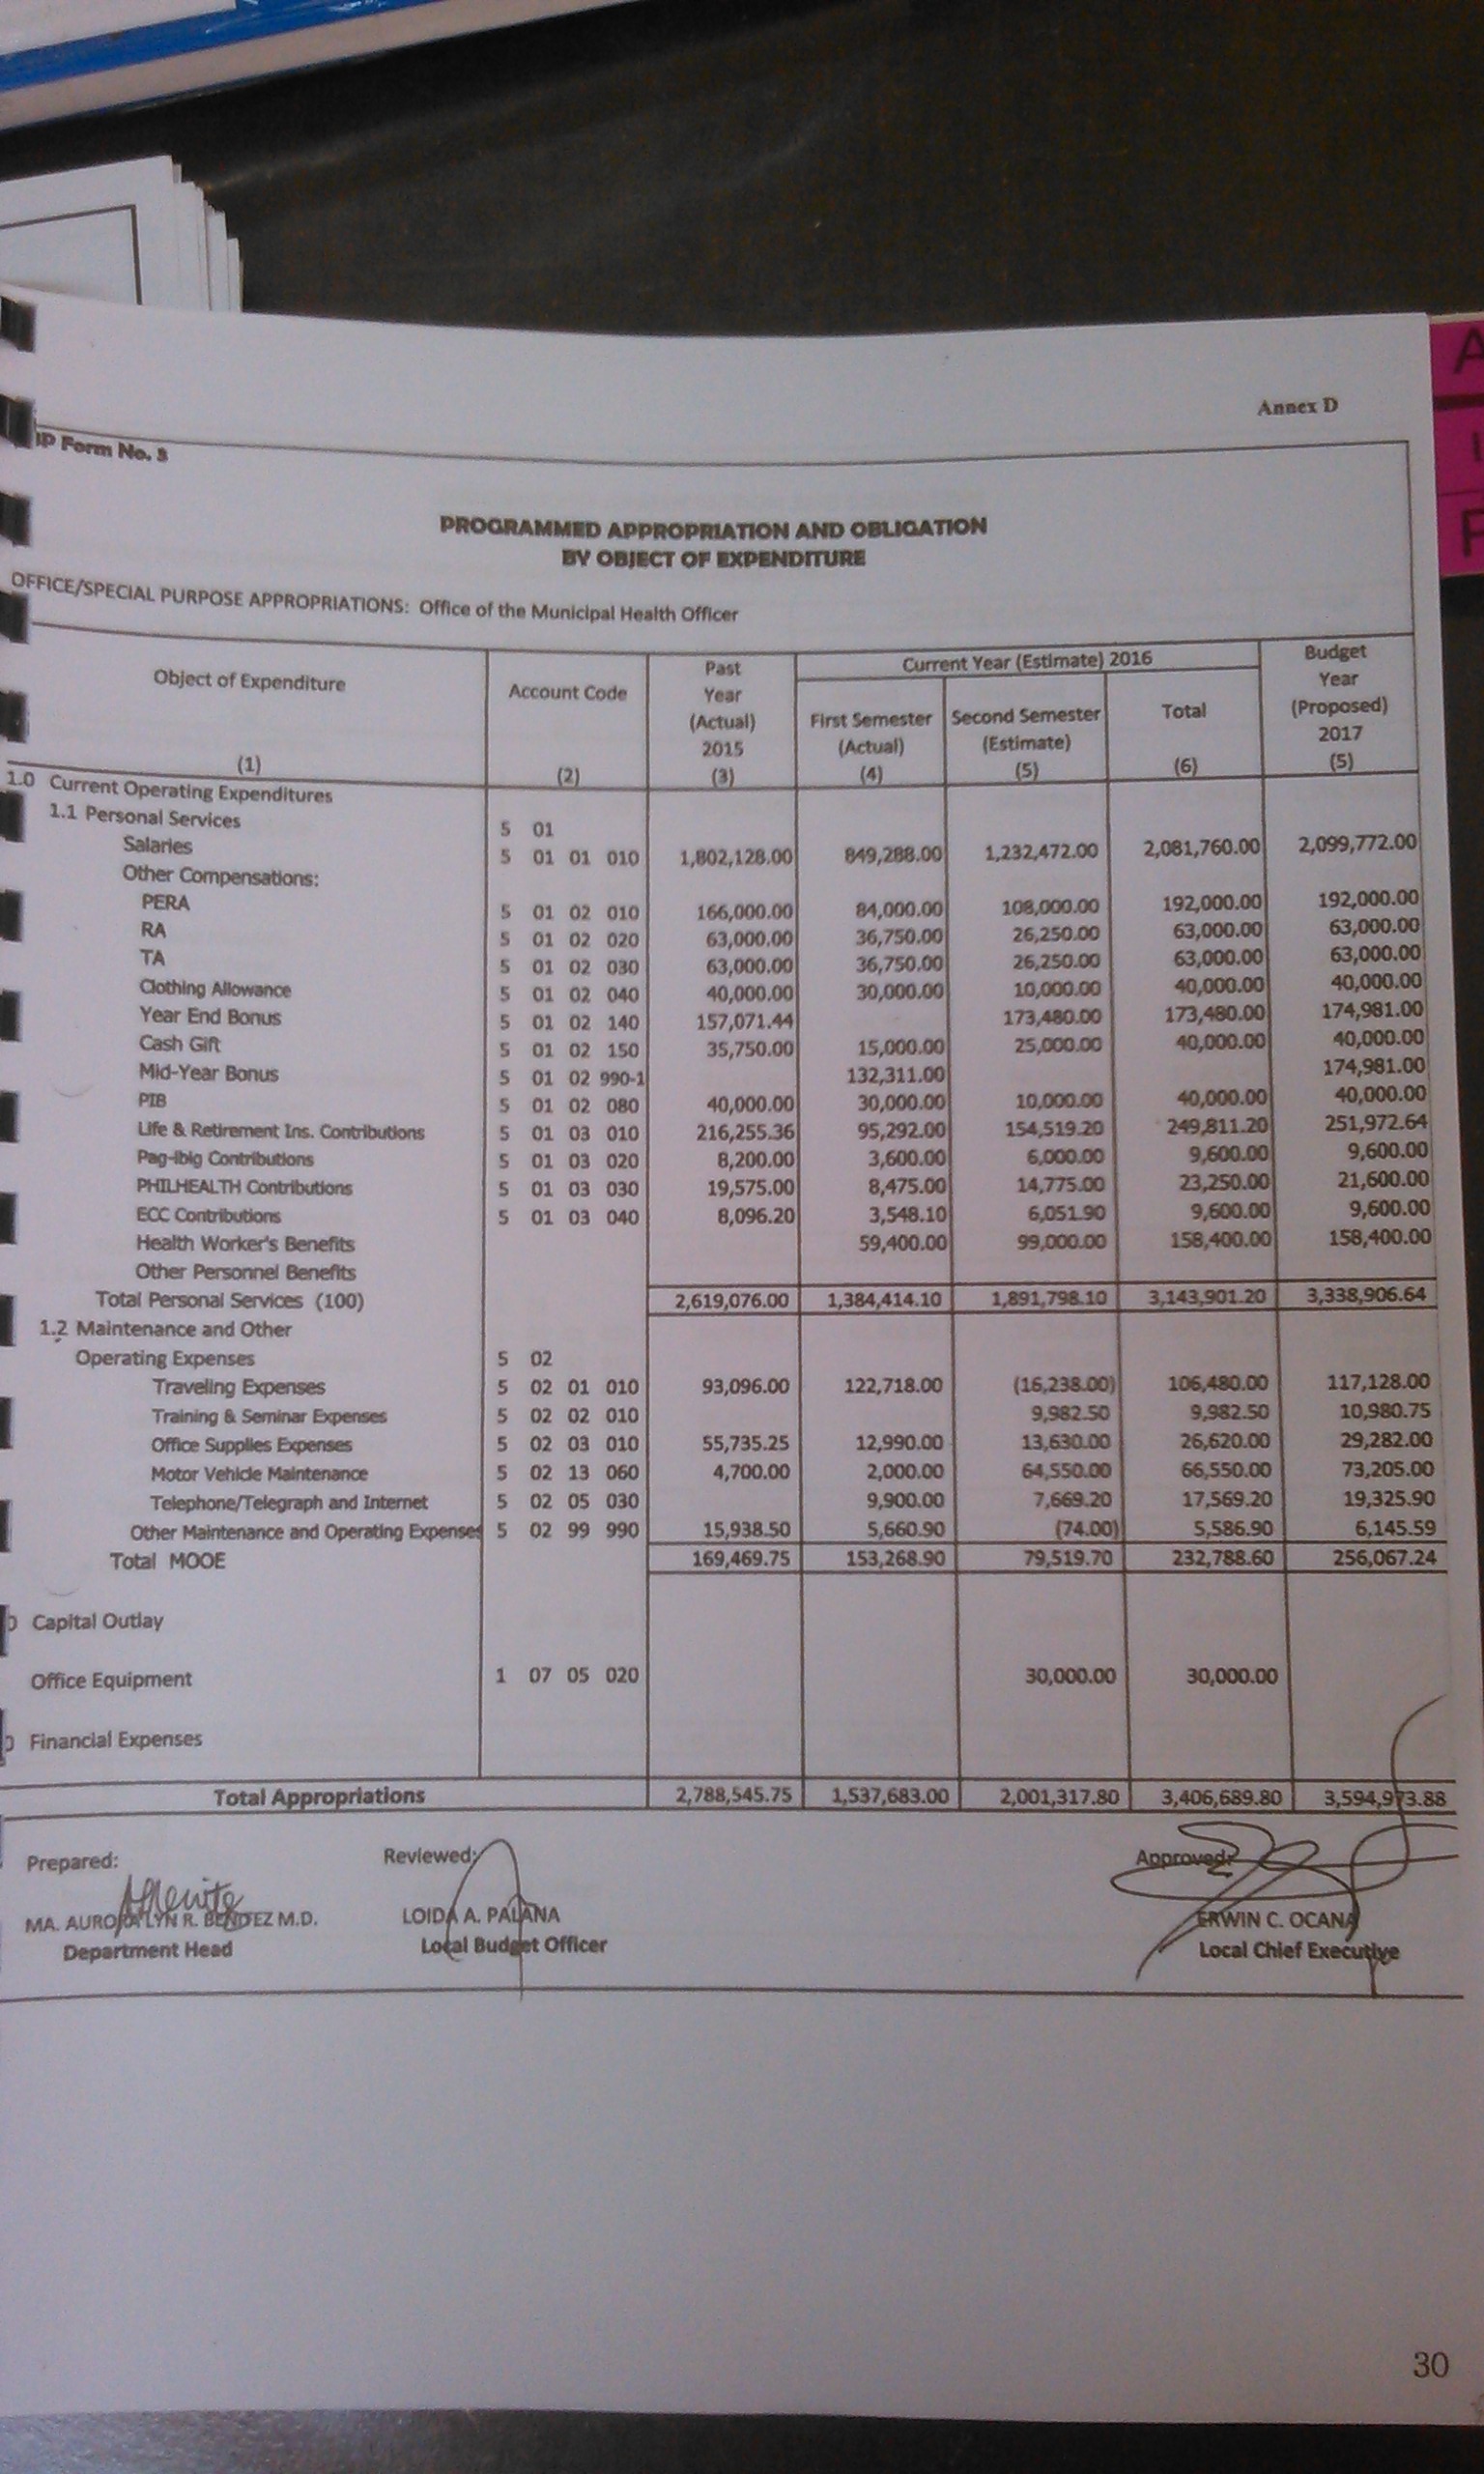 Annex D
P Form No. 3
PROGRAMMED APPROPRIATION AND OBLIGATION
BY OBJECT OF EXPENDITURE
OFFICE/SPECIAL PURPOSE APPROPRIATIONS: Office of the Municipal Health Officer
Object of Expenditure (1) Account Code (2) Past Year (Actual) 2015 (3) Current Year (Estimate) 2016 First Semester (Actual) (4) Second Semester (Estimate) (5) Total (6) Budget Year (Proposed) 2017 (5)
1.0 Current Operating Expenditures
1.1 Personal Services 5 01
Salaries 5 01 01 010 1,802,128.00 849,288.00 1,232,472.00 2,081,760.00 2,099,772.00
Other Compensations:
PERA 5 01 02 010 166,000.00 84,000.00 108,000.00 192,000.00 192,000.00
RA 5 01 02 020 63,000.00 36,750.00 26,250.00 63,000.00 63,000.00
TA 5 01 02 030 63,000.00 36,750.00 26,250.00 63,000.00 63,000.00
Clothing Allowance 5 01 02 040 40,000.00 30,000.00 10,000.00 40,000.00 40,000.00
Year End Bonus 5 01 02 140 157,071.44 173,480.00 173,480.00 174,981.00
Cash Gift 5 01 02 150 35,750.00 15,000.00 25,000.00 40,000.00 40,000.00
Mid-Year Bonus 5 01 02 990-1 132,311.00 174,981.00
PIB 5 01 02 080 40,000.00 30,000.00 10,000.00 40,000.00 40,000.00
Life & Retirement Ins. Contributions 5 01 03 010 216,255.36 95,292.00 154,519.20 249,811.20 251,972.64
Pag-ibig Contributions 5 01 03 020 8,200.00 3,600.00 6,000.00 9,600.00 9,600.00
PHILHEALTH Contributions 5 01 03 030 19,575.00 8,475.00 14,775.00 23,250.00 21,600.00
ECC Contributions 5 01 03 040 8,096.20 3,548.10 6,051.90 9,600.00 9,600.00
Health Worker's Benefits 59,400.00 99,000.00 158,400.00 158,400.00
Other Personnel Benefits
Total Personal Services (100) 2,619,076.00 1,384,414.10 1,891,798.10 3,143,901.20 3,338,906.64
1.2 Maintenance and Other
Operating Expenses 5 02
Traveling Expenses 5 02 01 010 93,096.00 122,718.00 (16,238.00) 106,480.00 117,128.00
Training & Seminar Expenses 5 02 02 010 9,982.50 9,982.50 10,980.75
Office Supplies Expenses 5 02 03 010 55,735.25 12,990.00 13,630.00 26,620.00 29,282.00
Motor Vehicle Maintenance 5 02 13 060 4,700.00 2,000.00 64,550.00 66,550.00 73,205.00
Telephone/Telegraph and Internet 5 02 05 030 9,900.00 7,669.20 17,569.20 19,325.90
Other Maintenance and Operating Expenses 5 02 99 990 15,938.50 5,660.90 (74.00) 5,586.90 6,145.59
Total MOOE 169,469.75 153,268.90 79,519.70 232,788.60 256,067.24
Capital Outlay
Office Equipment 1 07 05 020 30,000.00 30,000.00
Financial Expenses
Total Appropriations 2,788,545.75 1,537,683.00 2,001,317.80 3,406,689.80 3,594,973.88
Prepared: Reviewed: Approved:
MA. AURORA LYN R. BENITEZ M.D. LOIDA A. PALANA ERWIN C. OCANA
Department Head Local Budget Officer Local Chief Executive
30
A
I